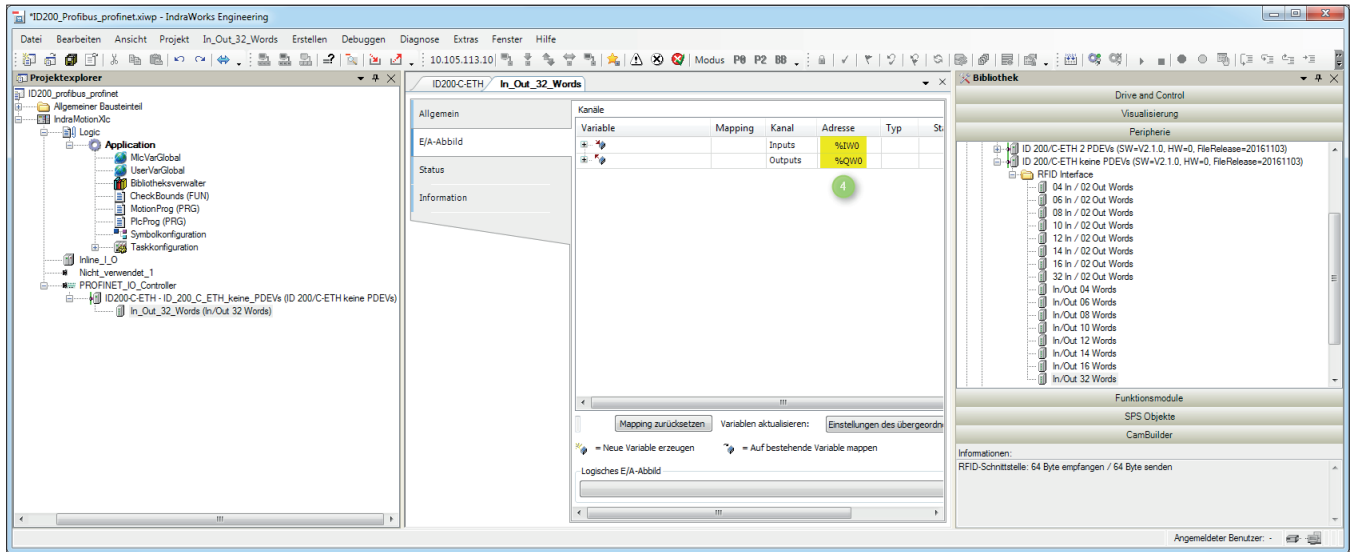 *ID200_Profibus_profinet.xiwp - IndraWorks Engineering
Datei Bearbeiten Ansicht Projekt In_Out_32_Words Erstellen Debuggen Diagnose Extras Fenster Hilfe
10.105.113.10 Modus P0 P2 BB
Projektexplorer
ID200_profibus_profinet
Allgemeiner Bausteinteil
IndraMotionXlc
Logic
Application
MlcVarGlobal
UserVarGlobal
Bibliotheksverwalter
CheckBounds (FUN)
MotionProg (PRG)
PlcProg (PRG)
Symbolkonfiguration
Taskkonfiguration
Inline_I_O
Nicht_verwendet_1
PROFINET_IO_Controller
ID200-C-ETH - ID_200_C_ETH_keine_PDEVs (ID 200/C-ETH keine PDEVs)
In_Out_32_Words (In/Out 32 Words)
ID200-C-ETH In_Out_32_Words
Allgemein
E/A-Abbild
Status
Information
Kanäle
Variable Mapping Kanal Adresse Typ Sta
Inputs %IW0
Outputs %QW0
4
Mapping zurücksetzen Variablen aktualisieren: Einstellungen des übergeordn
= Neue Variable erzeugen = Auf bestehende Variable mappen
Logisches E/A-Abbild
Bibliothek
Drive and Control
Visualisierung
Peripherie
ID 200/C-ETH 2 PDEVs (SW=V2.1.0, HW=0, FileRelease=20161103)
ID 200/C-ETH keine PDEVs (SW=V2.1.0, HW=0, FileRelease=20161103)
RFID Interface
04 In / 02 Out Words
06 In / 02 Out Words
08 In / 02 Out Words
10 In / 02 Out Words
12 In / 02 Out Words
14 In / 02 Out Words
16 In / 02 Out Words
32 In / 02 Out Words
In/Out 04 Words
In/Out 06 Words
In/Out 08 Words
In/Out 10 Words
In/Out 12 Words
In/Out 14 Words
In/Out 16 Words
In/Out 32 Words
Funktionsmodule
SPS Objekte
CamBuilder
Informationen:
RFID-Schnittstelle: 64 Byte empfangen / 64 Byte senden
Angemeldeter Benutzer: -